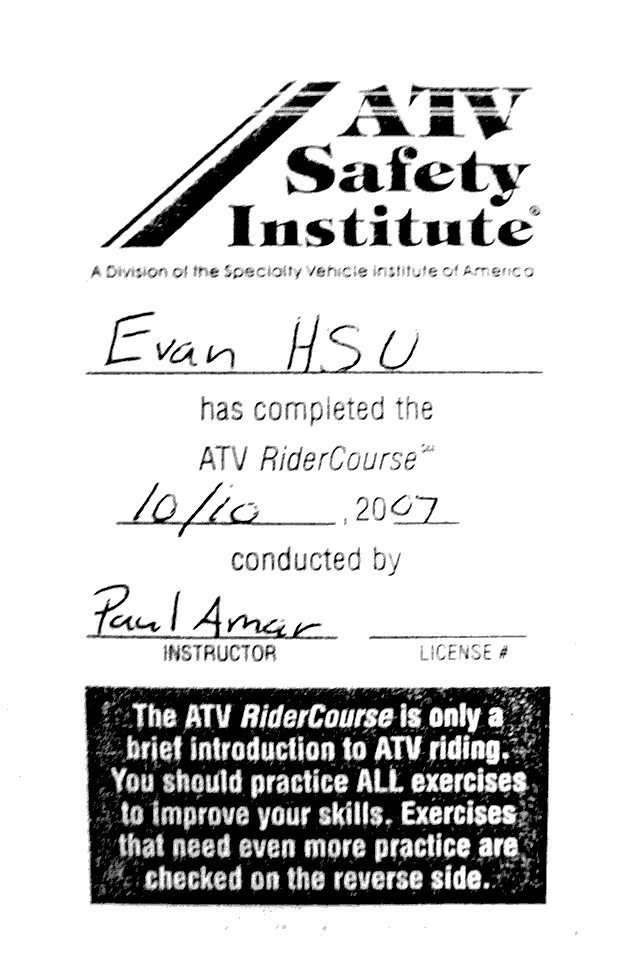 ATV
Safety
Institute®
A Division of the Specialty Vehicle Institute of America
Evan HSU
has completed the
ATV RiderCourse℠
10/10, 2007
conducted by
Paul Amar
INSTRUCTOR LICENSE #
The ATV RiderCourse is only a
brief introduction to ATV riding.
You should practice ALL exercises
to improve your skills. Exercises
that need even more practice are
checked on the reverse side.